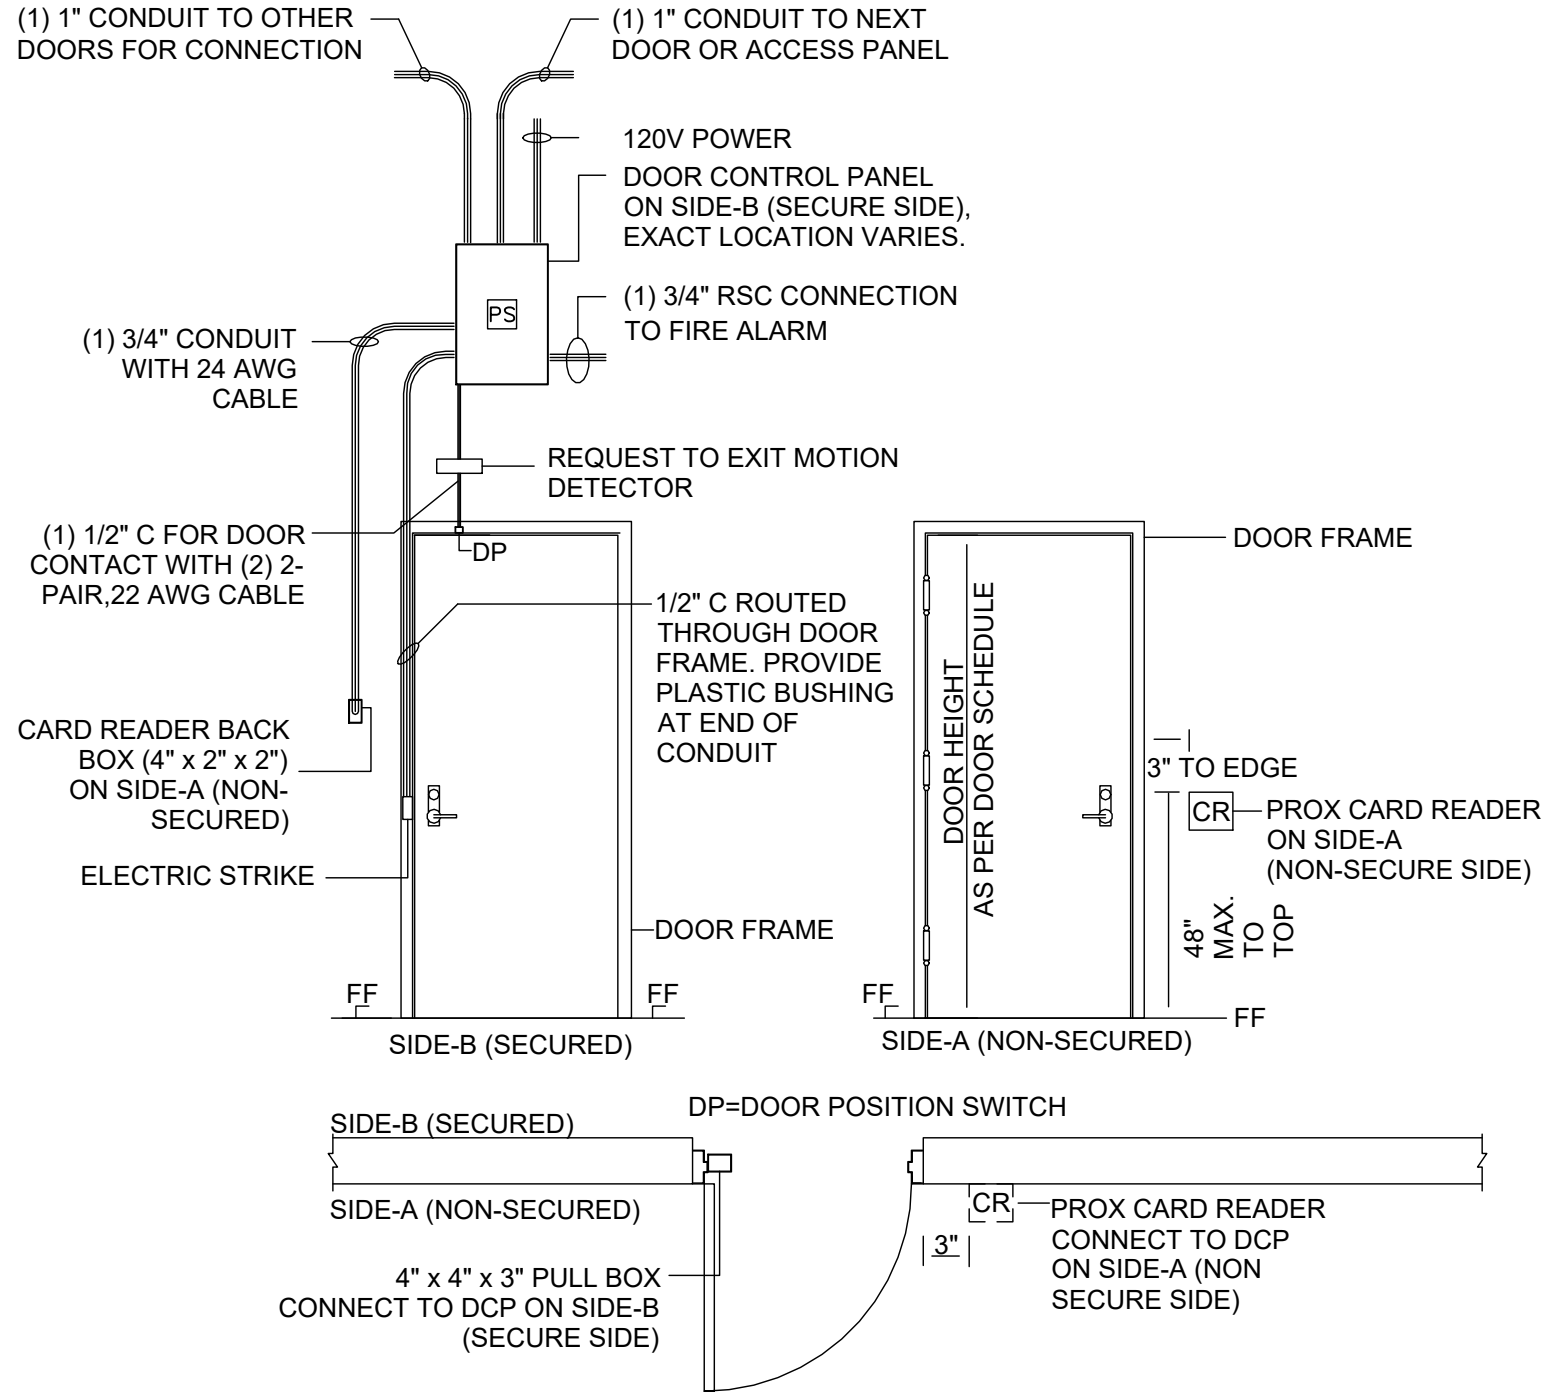 (1) 1" CONDUIT TO OTHER
DOORS FOR CONNECTION
(1) 1" CONDUIT TO NEXT
DOOR OR ACCESS PANEL
120V POWER
DOOR CONTROL PANEL
ON SIDE-B (SECURE SIDE),
EXACT LOCATION VARIES.
PS
(1) 3/4" RSC CONNECTION
TO FIRE ALARM
(1) 3/4" CONDUIT
WITH 24 AWG
CABLE
REQUEST TO EXIT MOTION
DETECTOR
(1) 1/2" C FOR DOOR
CONTACT WITH (2) 2-
PAIR,22 AWG CABLE
DP
1/2" C ROUTED
THROUGH DOOR
FRAME. PROVIDE
PLASTIC BUSHING
AT END OF
CONDUIT
CARD READER BACK
BOX (4" x 2" x 2")
ON SIDE-A (NON-
SECURED)
ELECTRIC STRIKE
DOOR FRAME
FF
FF
SIDE-B (SECURED)
DOOR FRAME
DOOR HEIGHT
AS PER DOOR SCHEDULE
3" TO EDGE
CR
PROX CARD READER
ON SIDE-A
(NON-SECURE SIDE)
48"
MAX.
TO
TOP
FF
FF
SIDE-A (NON-SECURED)
DP=DOOR POSITION SWITCH
SIDE-B (SECURED)
SIDE-A (NON-SECURED)
4" x 4" x 3" PULL BOX
CONNECT TO DCP ON SIDE-B
(SECURE SIDE)
3"
CR
PROX CARD READER
CONNECT TO DCP
ON SIDE-A (NON
SECURE SIDE)